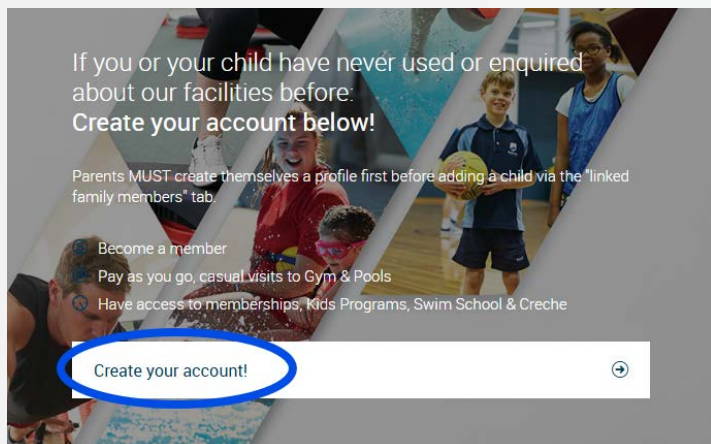 If you or your child have never used or enquired
about our facilities before:
Create your account below!
Parents MUST create themselves a profile first before adding a child via the "linked
family members" tab.
Become a member
Pay as you go, casual visits to Gym & Pools
Have access to memberships, Kids Programs, Swim School & Creche
Create your account!